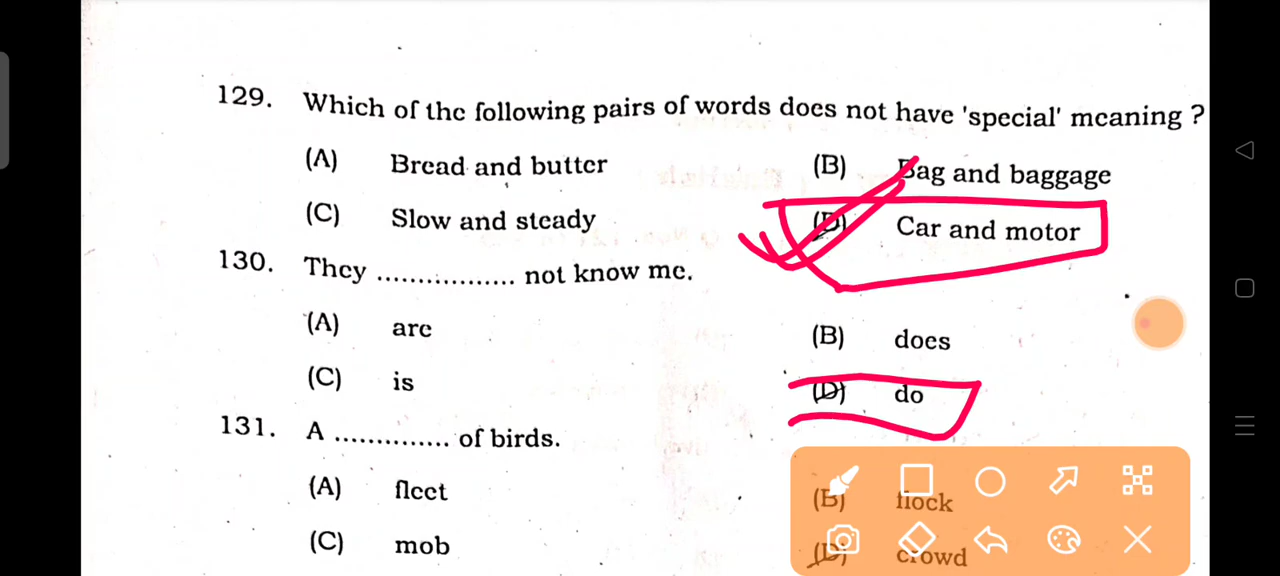 129. Which of the following pairs of words does not have 'special' meaning ?
(A) Bread and butter (B) Bag and baggage
(C) Slow and steady (D) Car and motor
130. They ................. not know me.
(A) are (B) does
(C) is (D) do
131. A .............. of birds.
(A) fleet (B) flock
(C) mob (D) crowd